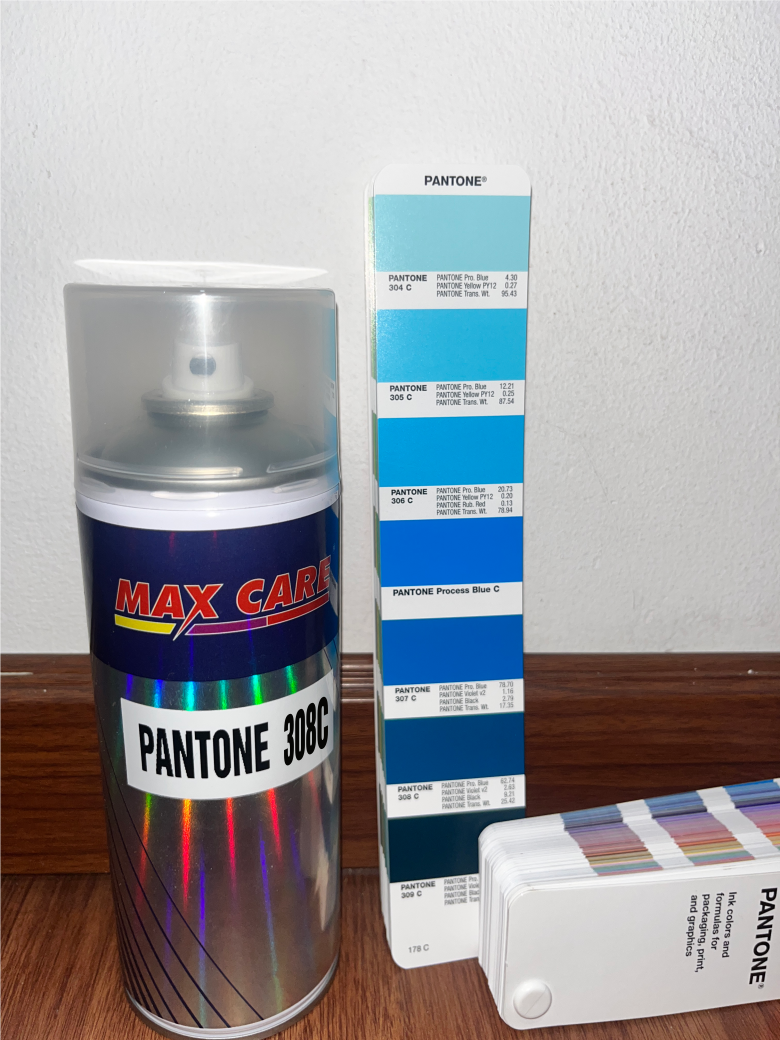 MAX CARE
PANTONE 308C
PANTONE®
PANTONE PANTONE Pro. Blue 4.30
304 C PANTONE Yellow PY12 0.27
PANTONE Trans. Wt. 95.43
PANTONE PANTONE Pro. Blue 12.21
305 C PANTONE Yellow PY12 0.25
PANTONE Trans. Wt. 87.54
PANTONE PANTONE Pro. Blue 20.73
306 C PANTONE Yellow PY12 0.20
PANTONE Rub. Red 0.13
PANTONE Trans. Wt. 78.94
PANTONE Process Blue C
PANTONE PANTONE Pro. Blue 78.70
307 C PANTONE Violet v2 1.16
PANTONE Black 2.79
PANTONE Trans. Wt. 17.35
PANTONE PANTONE Pro. Blue 62.74
308 C PANTONE Violet v2 2.63
PANTONE Black 9.21
PANTONE Trans. Wt. 25.42
PANTONE PANTONE Pro.
309 C PANTONE
PANTONE
PANTONE
178 C
PANTONE®
Ink colors and
formulas for
packaging, print,
and graphics